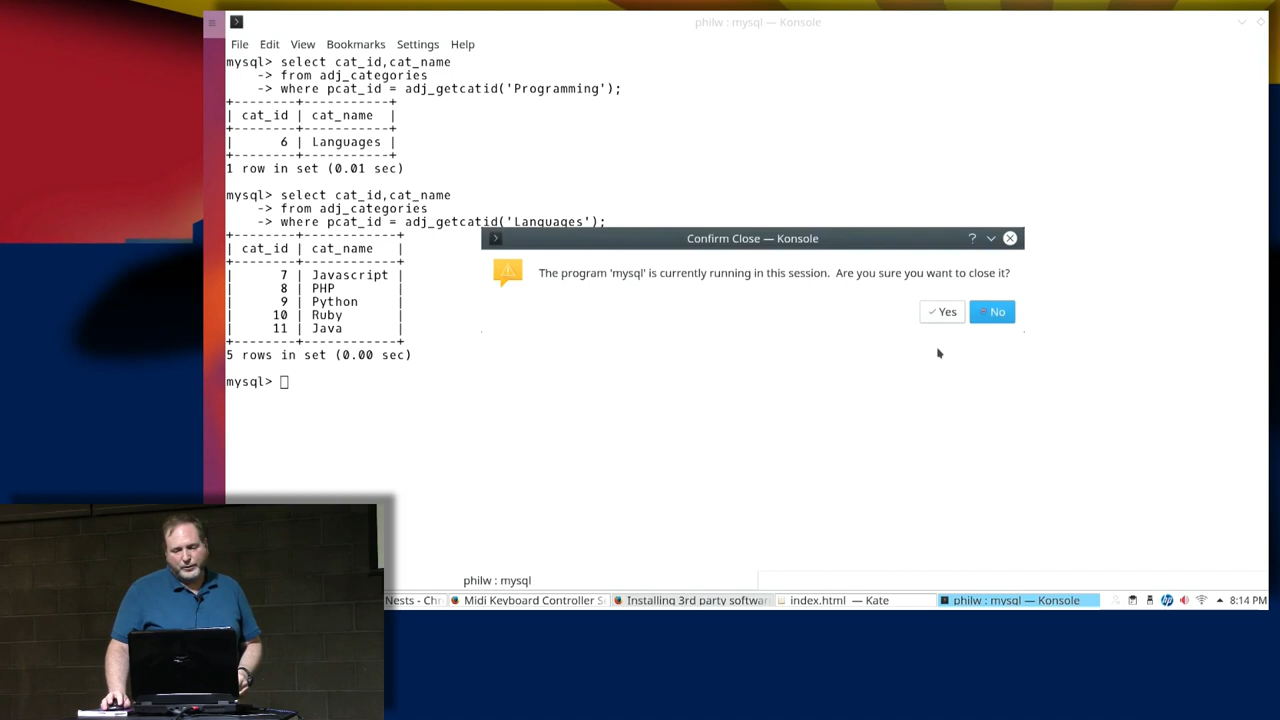 philw : mysql — Konsole
File Edit View Bookmarks Settings Help
mysql> select cat_id,cat_name
-> from adj_categories
-> where pcat_id = adj_getcatid('Programming');
+--------+-----------+
| cat_id | cat_name |
+--------+-----------+
| 6 | Languages |
+--------+-----------+
1 row in set (0.01 sec)
mysql> select cat_id,cat_name
-> from adj_categories
-> where pcat_id = adj_getcatid('Languages');
+--------+------------+
| cat_id | cat_name |
+--------+------------+
| 7 | Javascript |
| 8 | PHP |
| 9 | Python |
| 10 | Ruby |
| 11 | Java |
+--------+------------+
5 rows in set (0.00 sec)
mysql>
Confirm Close — Konsole
The program 'mysql' is currently running in this session. Are you sure you want to close it?
Yes No
philw : mysql
Nests - Chr Midi Keyboard Controller S Installing 3rd party softwar index.html — Kate philw : mysql — Konsole 8:14 PM